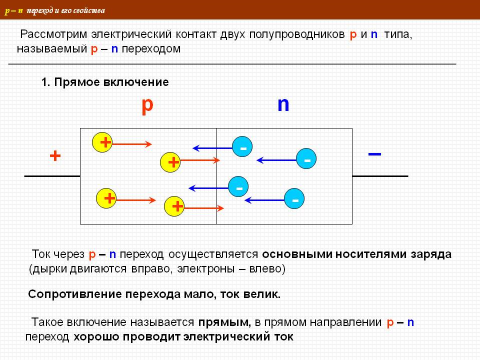 p – n переход и его свойства
Рассмотрим электрический контакт двух полупроводников p и n типа,
называемый p – n переходом
1. Прямое включение
p n
+ –
+ -
+ -
+ -
+ -
Ток через p – n переход осуществляется основными носителями заряда
(дырки двигаются вправо, электроны – влево)
Сопротивление перехода мало, ток велик.
Такое включение называется прямым, в прямом направлении p – n
переход хорошо проводит электрический ток